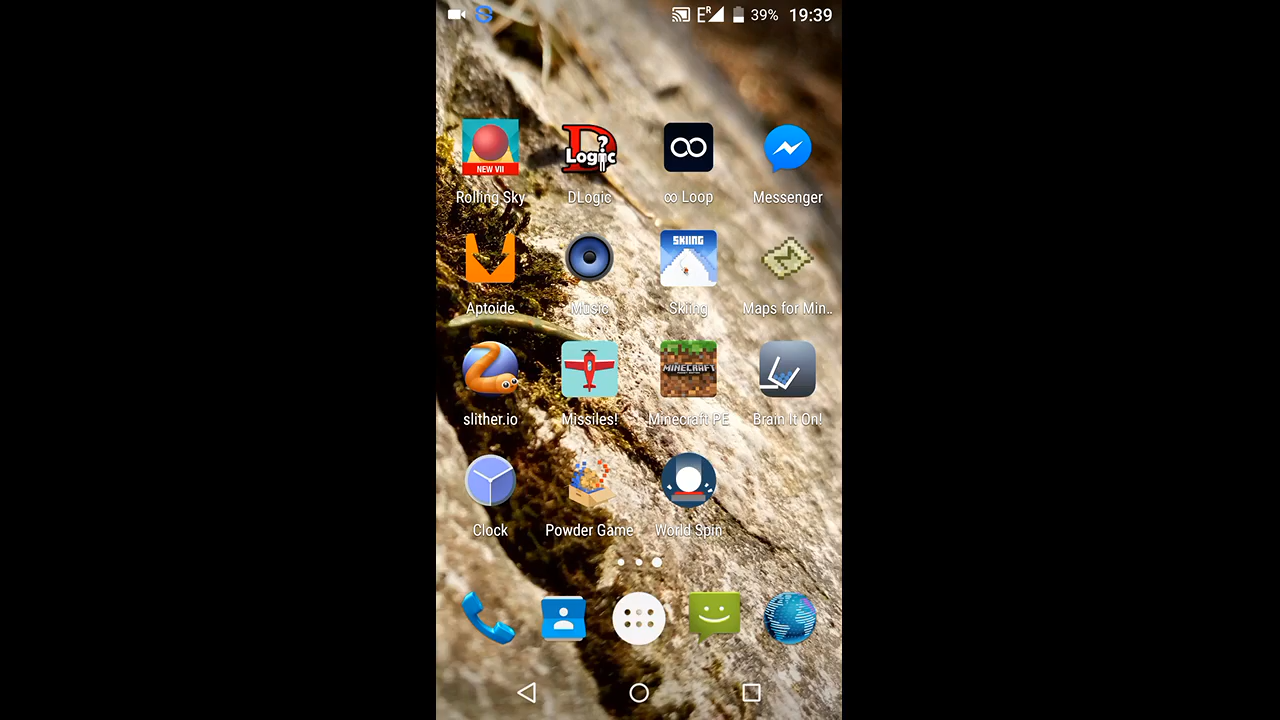 E R 39% 19:39
NEW VII
Logic
Rolling Sky DLogic ∞ Loop Messenger
SKIING
Aptoide Music Skiing Maps for Min..
MINECRAFT
slither.io Missiles! Minecraft PE Brain It On!
Clock Powder Game World Spin